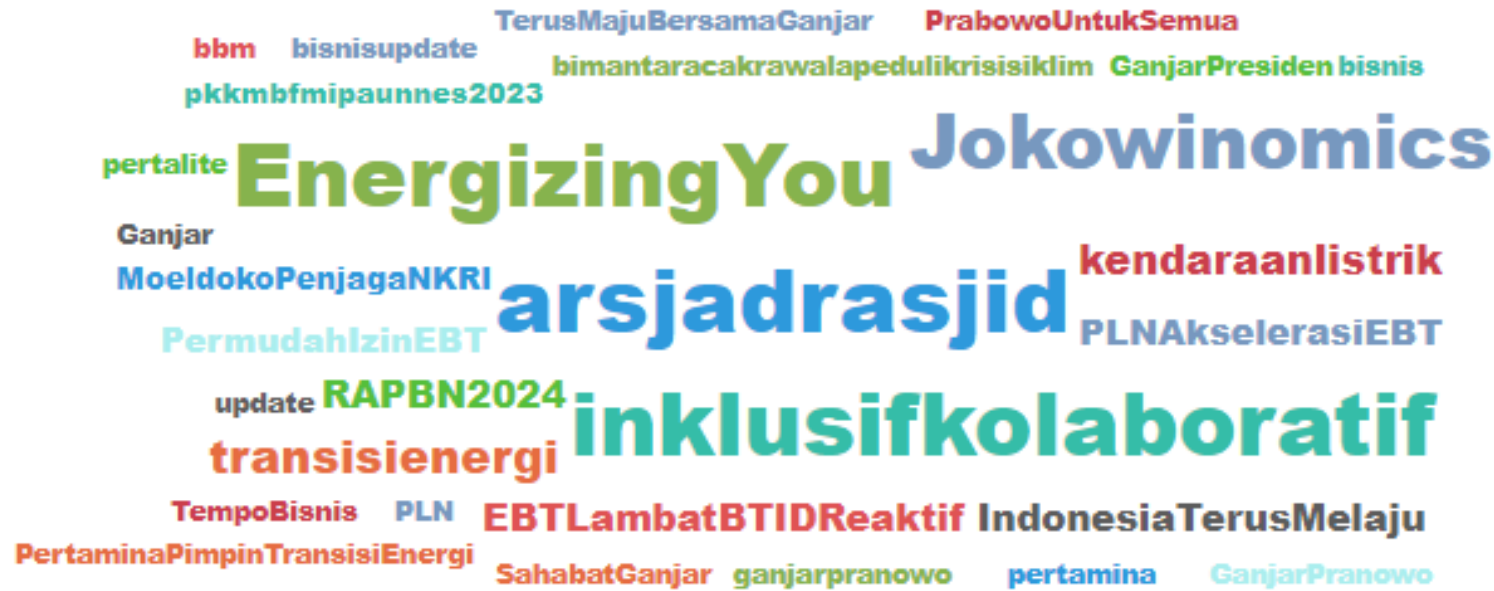 TerusMajuBersamaGanjar PrabowoUntukSemua
bbm bisnisupdate
bimantaracakrawalapedulikrisisiklim GanjarPresiden bisnis
pkkmbfmipaunnes2023
Jokowinomics
pertalite EnergizingYou
Ganjar
kendaraanlistrik
MoeldokoPenjagaNKRI arsjadrasjid
PermudahIzinEBT PLNAkselerasiEBT
update RAPBN2024 inklusifkolaboratif
transisienergi
TempoBisnis PLN EBTLambatBTIDReaktif IndonesiaTerusMelaju
PertaminaPimpinTransisiEnergi
SahabatGanjar ganjarpranowo pertamina GanjarPranowo